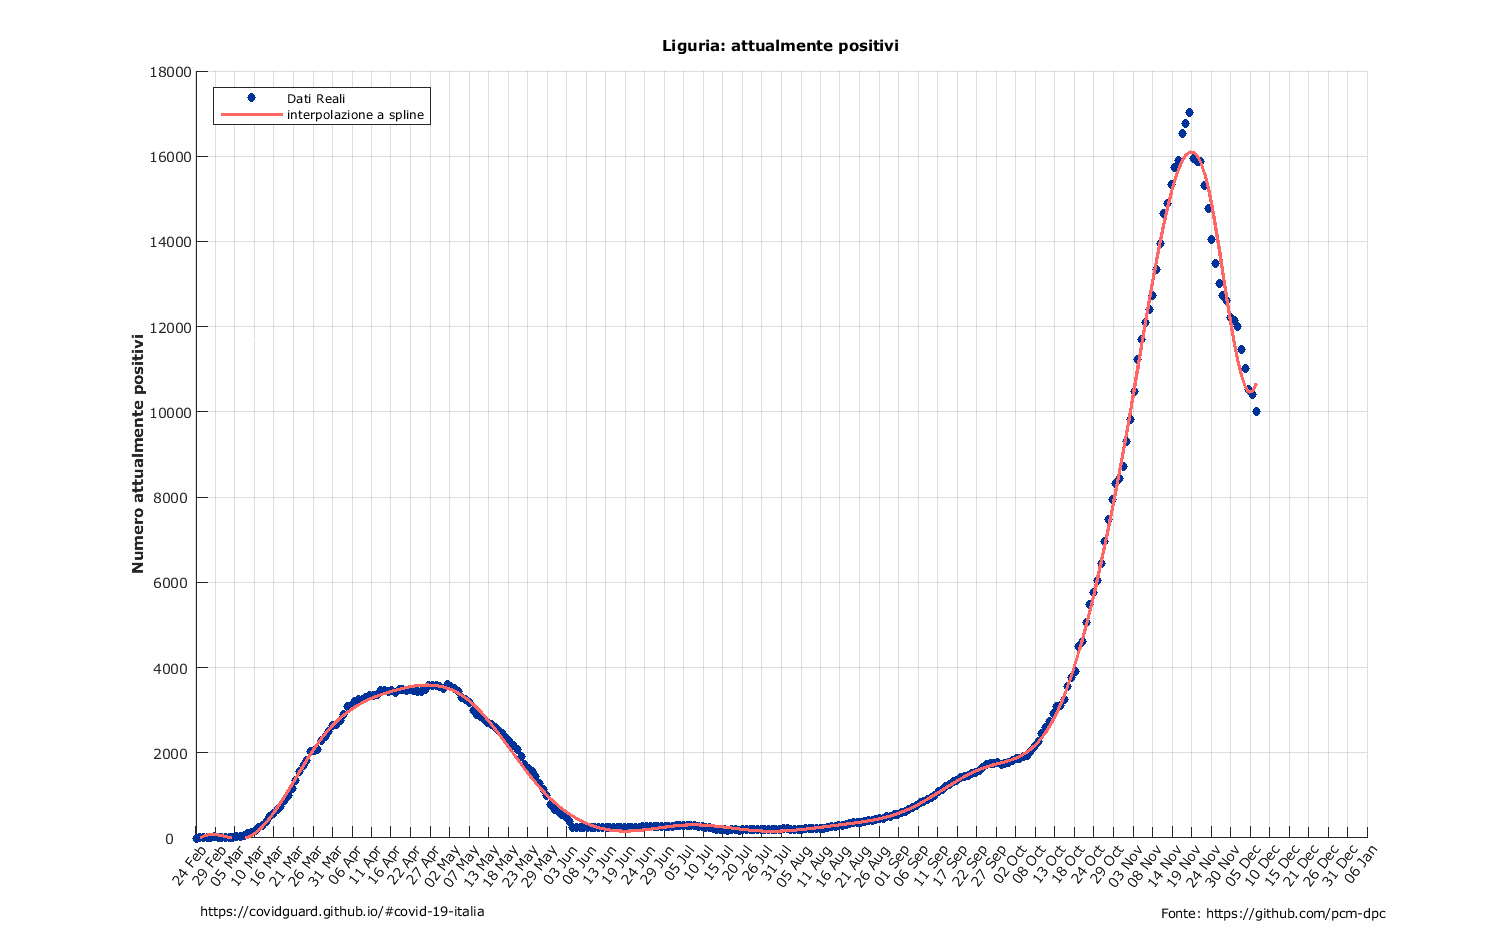 Liguria: attualmente positivi
Dati Reali
interpolazione a spline
Numero attualmente positivi
18000
16000
14000
12000
10000
8000
6000
4000
2000
0
24 Feb
29 Feb
05 Mar
10 Mar
16 Mar
21 Mar
26 Mar
31 Mar
06 Apr
11 Apr
16 Apr
22 Apr
27 Apr
02 May
07 May
13 May
18 May
23 May
29 May
03 Jun
08 Jun
13 Jun
19 Jun
24 Jun
29 Jun
05 Jul
10 Jul
15 Jul
20 Jul
26 Jul
31 Jul
05 Aug
11 Aug
16 Aug
21 Aug
26 Aug
01 Sep
06 Sep
11 Sep
17 Sep
22 Sep
27 Sep
02 Oct
08 Oct
13 Oct
18 Oct
24 Oct
29 Oct
03 Nov
08 Nov
14 Nov
19 Nov
24 Nov
30 Nov
05 Dec
10 Dec
15 Dec
21 Dec
26 Dec
31 Dec
06 Jan
https://covidguard.github.io/#covid-19-italia
Fonte: https://github.com/pcm-dpc